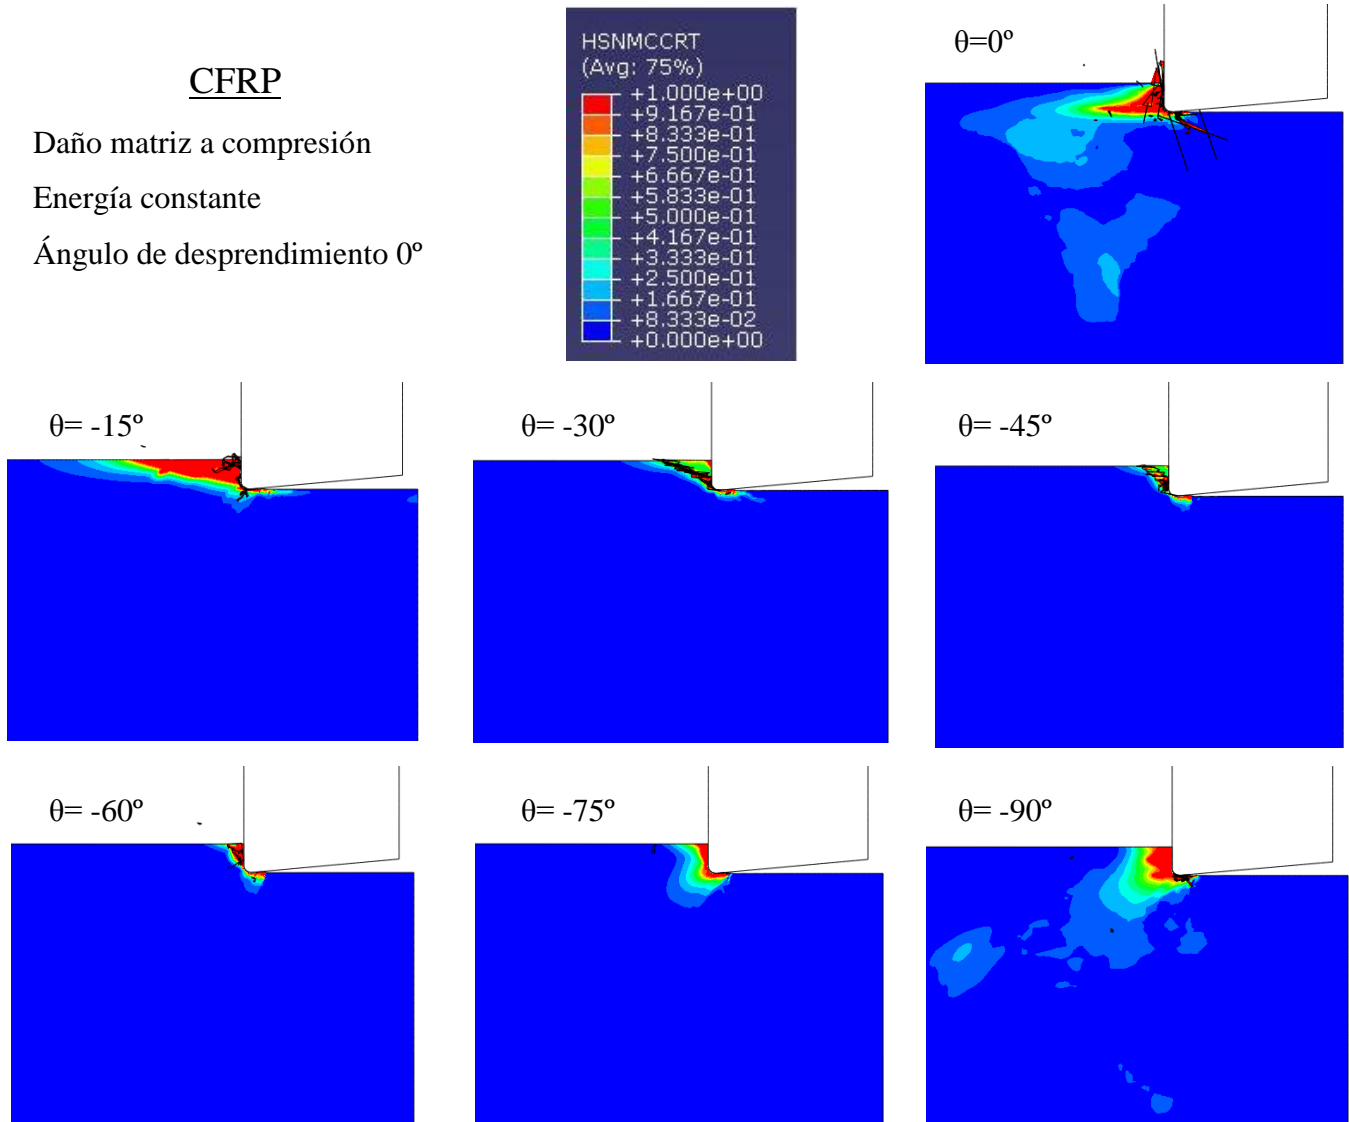 CFRP
Daño matriz a compresión
Energía constante
Ángulo de desprendimiento 0º
HSNMCCRT
(Avg: 75%)
+1.000e+00
+9.167e-01
+8.333e-01
+7.500e-01
+6.667e-01
+5.833e-01
+5.000e-01
+4.167e-01
+3.333e-01
+2.500e-01
+1.667e-01
+8.333e-02
+0.000e+00
θ=0º
θ= -15º
θ= -30º
θ= -45º
θ= -60º
θ= -75º
θ= -90º